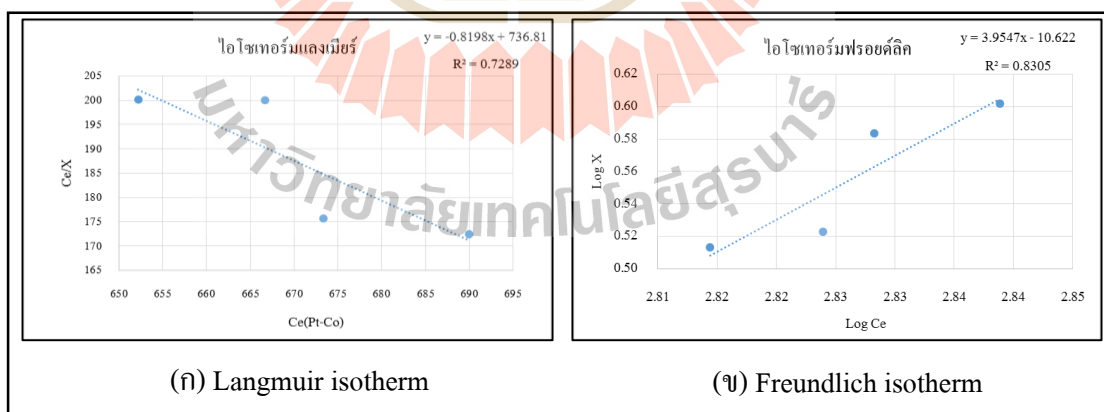 ไอโซเทอร์มแลงเมียร์
y = -0.8198x + 736.81
R² = 0.7289
205
200
195
190
185
180
175
170
165
Ce/X
650 655 660 665 670 675 680 685 690 695
Ce(Pt-Co)
(ก) Langmuir isotherm
ไอโซเทอร์มฟรอยด์ลิค
y = 3.9547x - 10.622
R² = 0.8305
0.62
0.60
0.58
0.56
0.54
0.52
0.50
Log X
2.81 2.82 2.82 2.83 2.83 2.84 2.84 2.85
Log Ce
(ข) Freundlich isotherm
มหาวิทยาลัยเทคโนโลยีสุรนารี